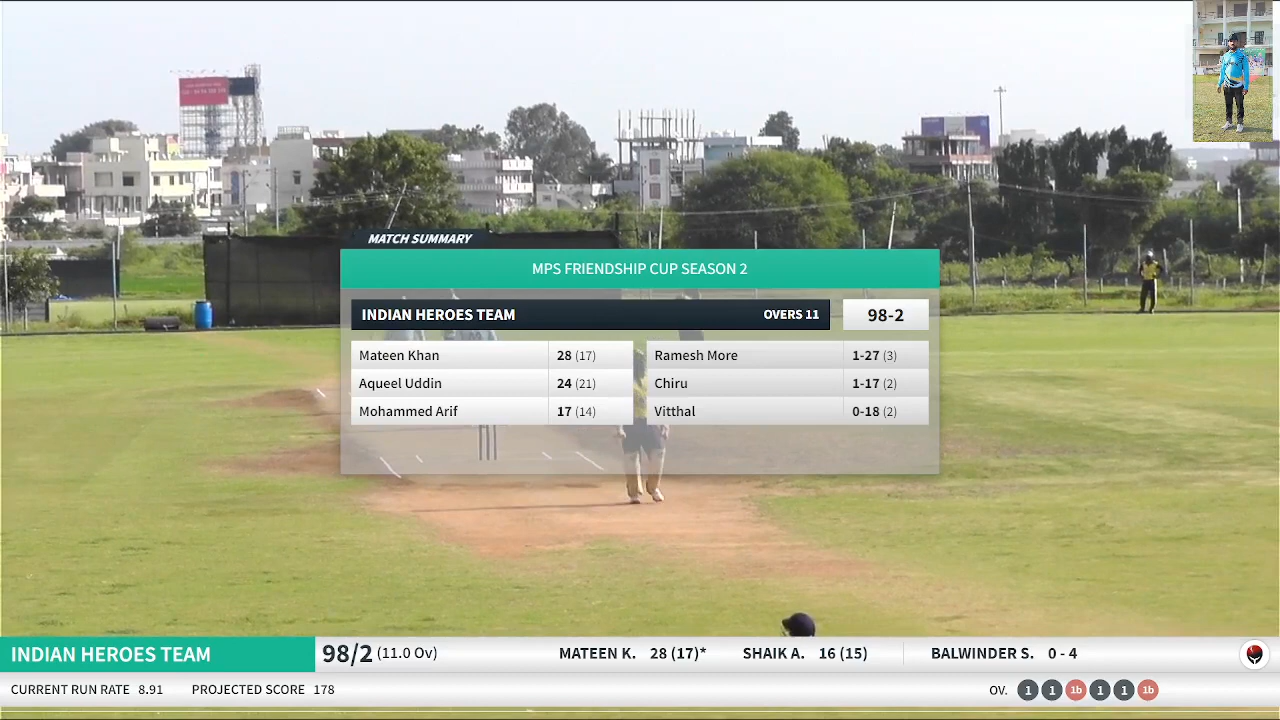 MATCH SUMMARY
MPS FRIENDSHIP CUP SEASON 2
INDIAN HEROES TEAM OVERS 11 98-2
Mateen Khan 28 (17) Ramesh More 1-27 (3)
Aqueel Uddin 24 (21) Chiru 1-17 (2)
Mohammed Arif 17 (14) Vitthal 0-18 (2)
INDIAN HEROES TEAM 98/2 (11.0 Ov) MATEEN K. 28 (17)* SHAIK A. 16 (15) BALWINDER S. 0 - 4
CURRENT RUN RATE 8.91 PROJECTED SCORE 178 OV. 1 1 1b 1 1 1b